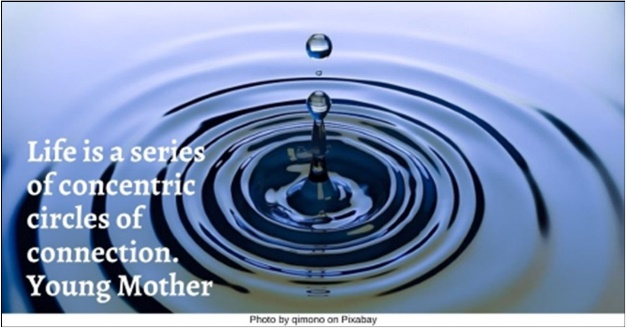 Life is a series
of concentric
circles of
connection.
Young Mother
Photo by qimono on Pixabay